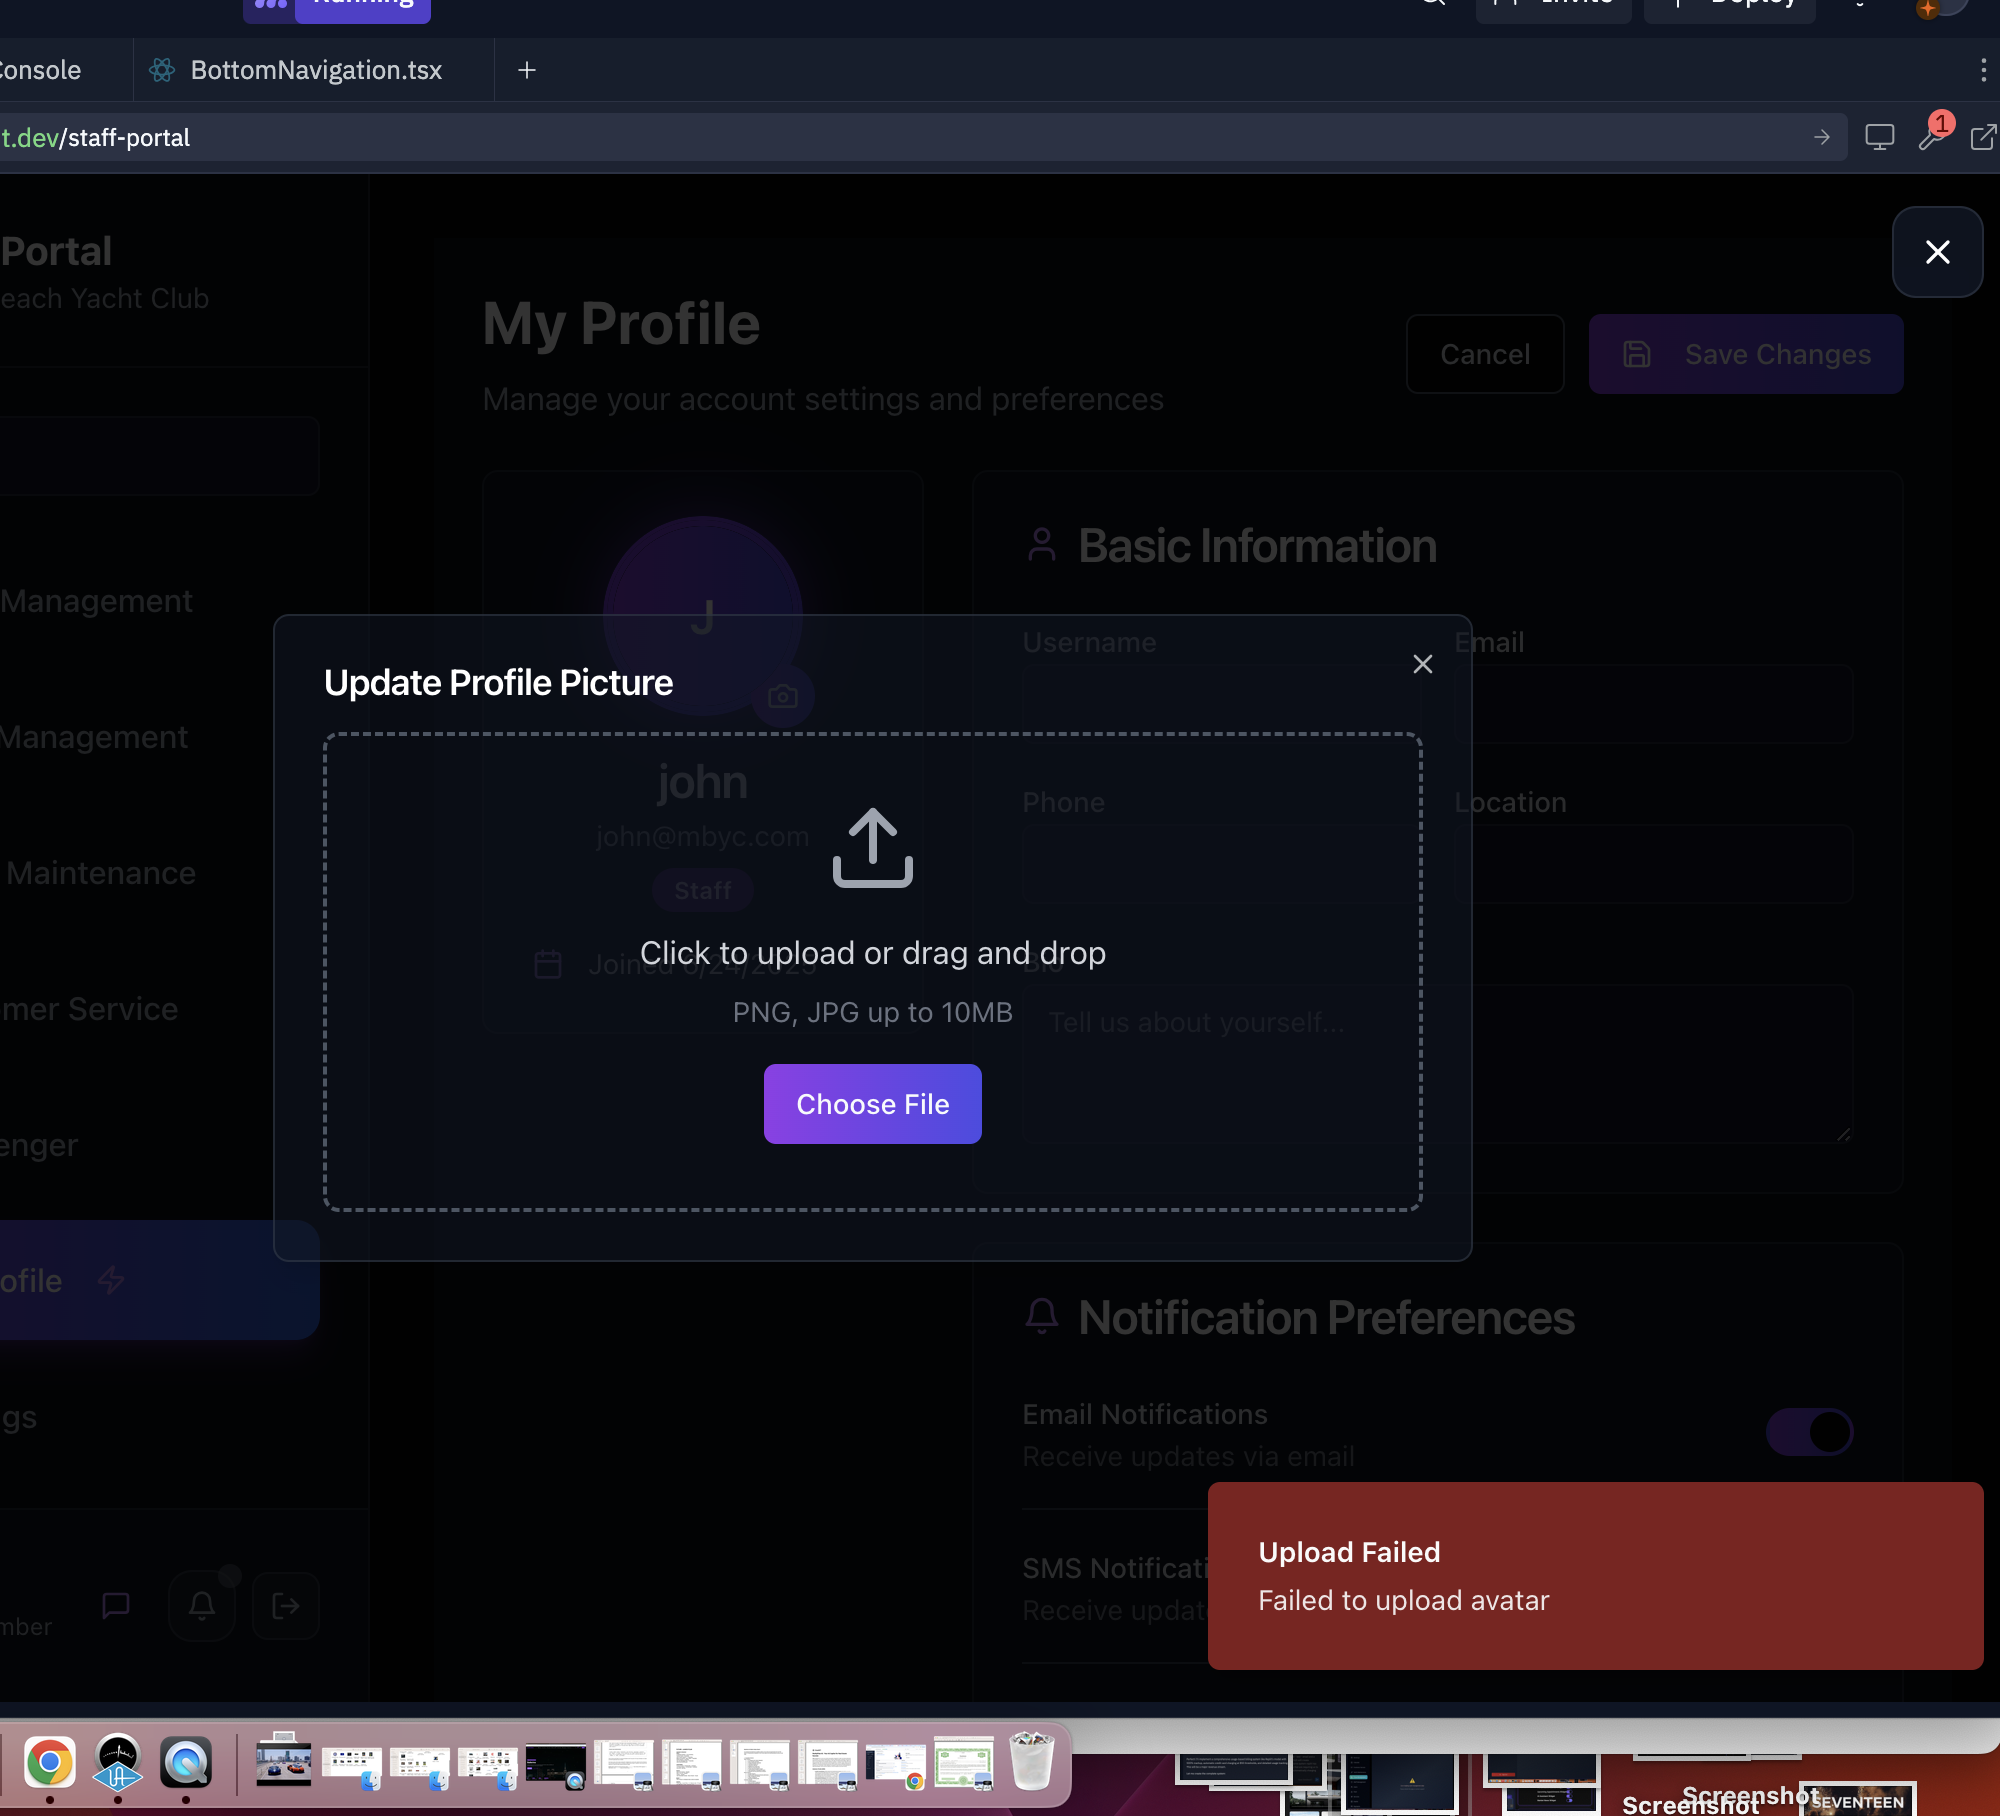 Running
Invite
Deploy
Console
BottomNavigation.tsx
t.dev/staff-portal
1
Portal
each Yacht Club
My Profile
Manage your account settings and preferences
Cancel
Save Changes
J
Basic Information
Management
Username
Email
Update Profile Picture
Management
john
Phone
Location
john@mbyc.com
Maintenance
Staff
Click to upload or drag and drop
Joined 6/24/2025
Bio
PNG, JPG up to 10MB
Tell us about yourself...
mer Service
Choose File
enger
ofile
Notification Preferences
gs
Email Notifications
Receive updates via email
Upload Failed
SMS Notificati
Failed to upload avatar
Receive updat
mber
Screenshot
Screenshot
SEVENTEEN